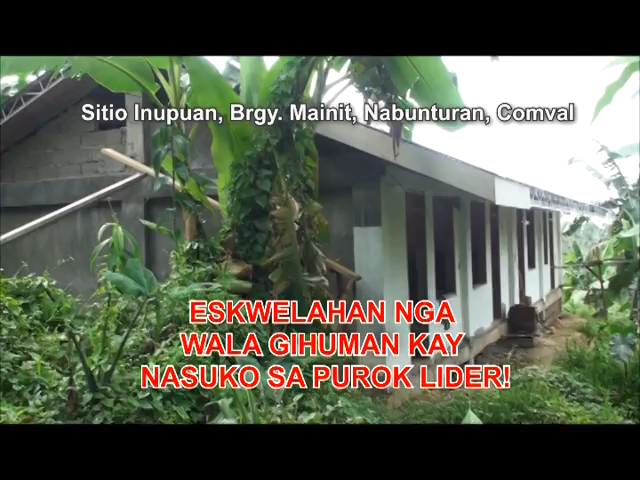 Sitio Inupuan, Brgy. Mainit, Nabunturan, Comval
ESKWELAHAN NGA
WALA GIHUMAN KAY
NASUKO SA PUROK LIDER!